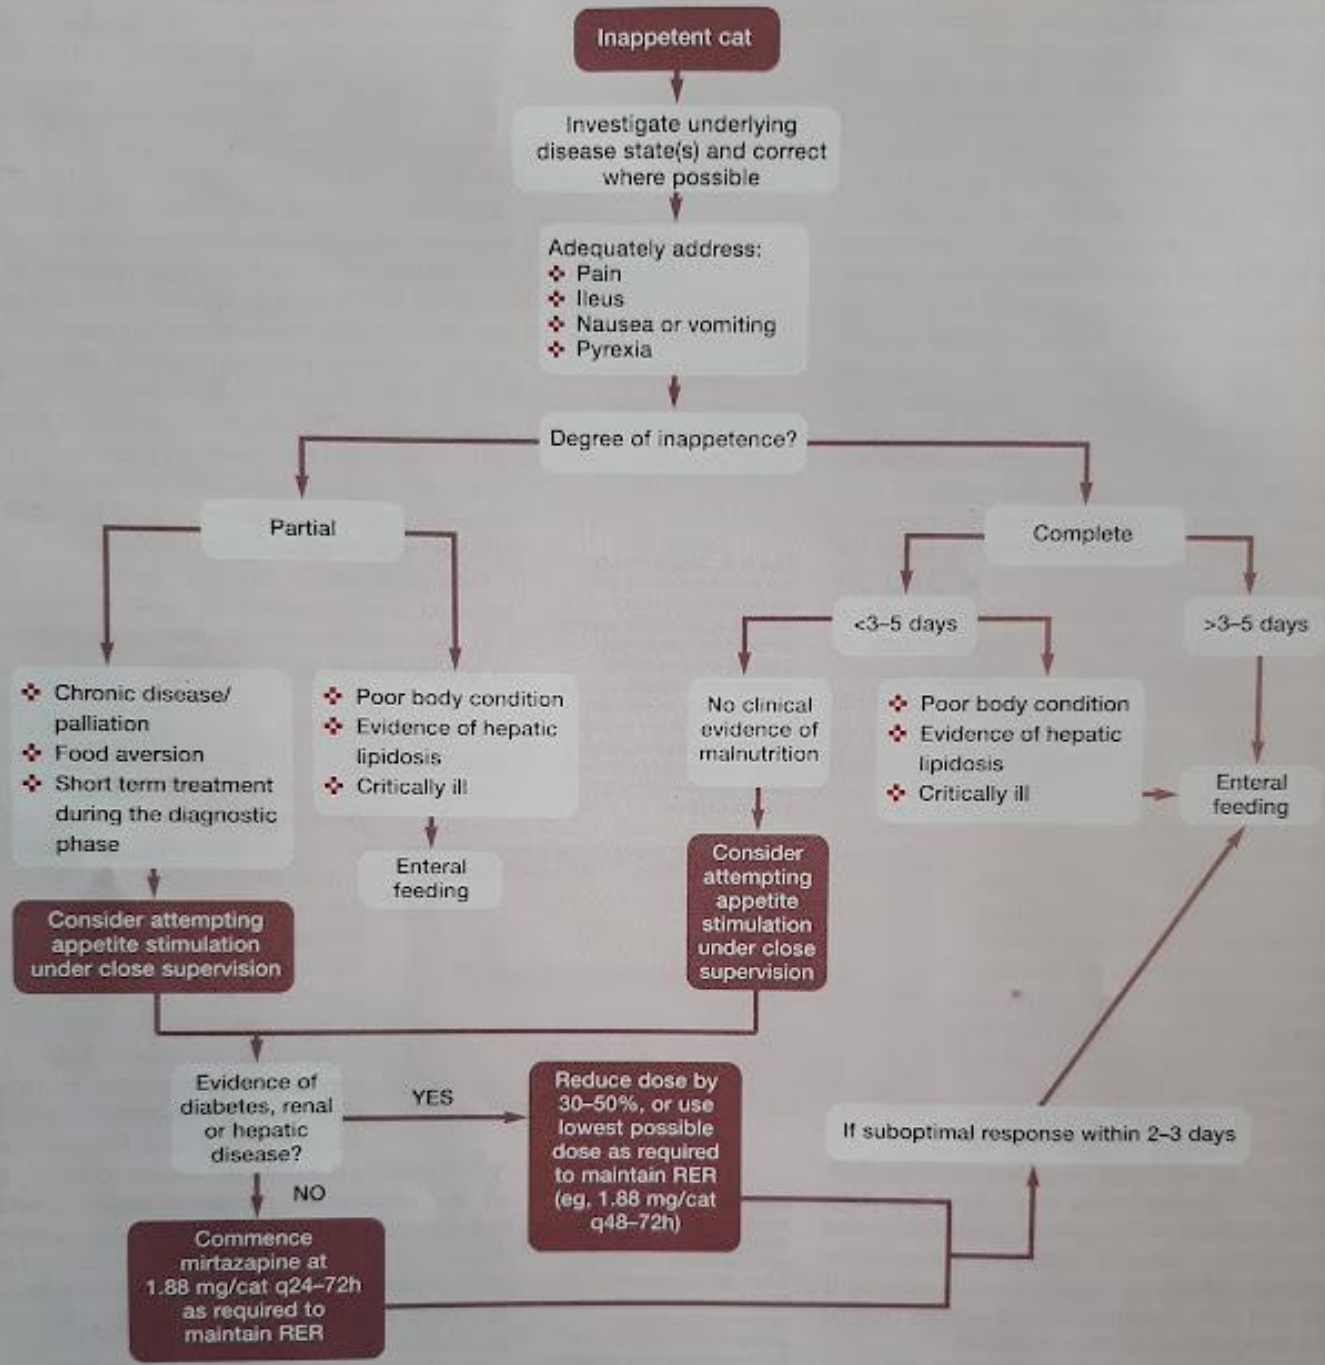 Inappetent cat
Investigate underlying
disease state(s) and correct
where possible
Adequately address:
Pain
Ileus
Nausea or vomiting
Pyrexia
Degree of inappetence?
Partial
Complete
<3–5 days
>3–5 days
Chronic disease/
palliation
Food aversion
Short term treatment
during the diagnostic
phase
Poor body condition
Evidence of hepatic
lipidosis
Critically ill
No clinical
evidence of
malnutrition
Poor body condition
Evidence of hepatic
lipidosis
Critically ill
Enteral
feeding
Enteral
feeding
Consider
attempting
appetite
stimulation
under close
supervision
Consider attempting
appetite stimulation
under close supervision
Evidence of
diabetes, renal
or hepatic
disease?
YES
Reduce dose by
30–50%, or use
lowest possible
dose as required
to maintain RER
(eg, 1.88 mg/cat
q48–72h)
If suboptimal response within 2–3 days
NO
Commence
mirtazapine at
1.88 mg/cat q24–72h
as required to
maintain RER